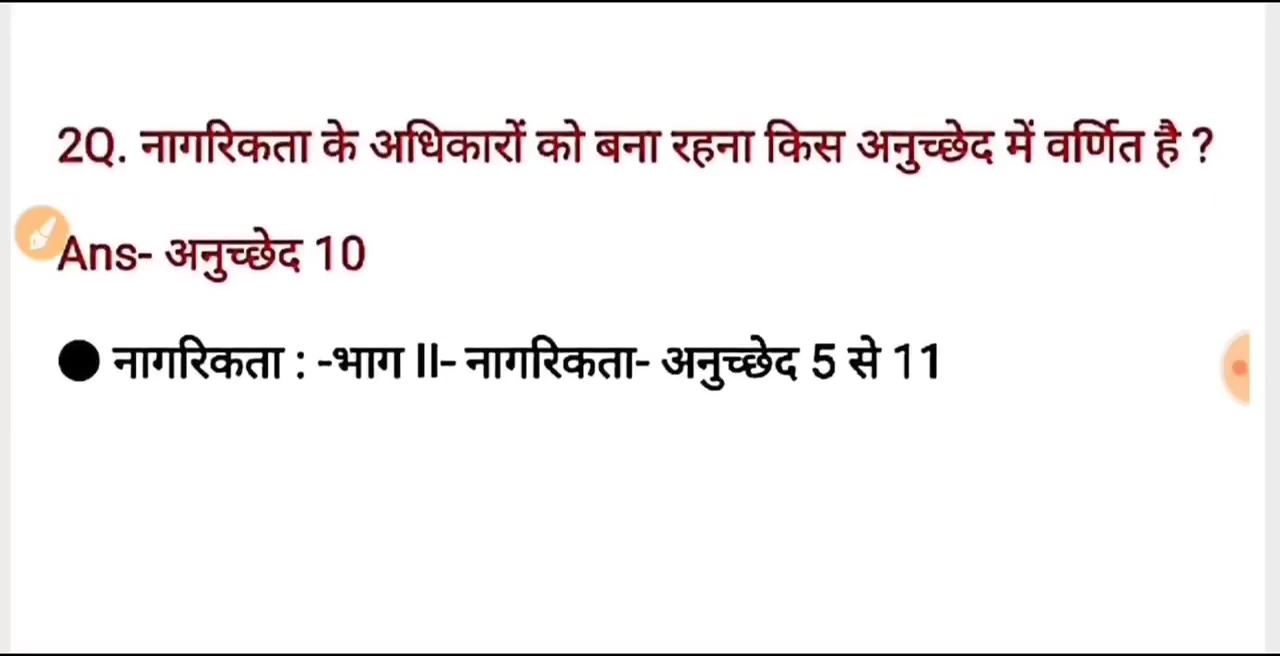 2Q. नागरिकता के अधिकारों को बना रहना किस अनुच्छेद में वर्णित है ?
Ans- अनुच्छेद 10
● नागरिकता : -भाग II- नागरिकता- अनुच्छेद 5 से 11